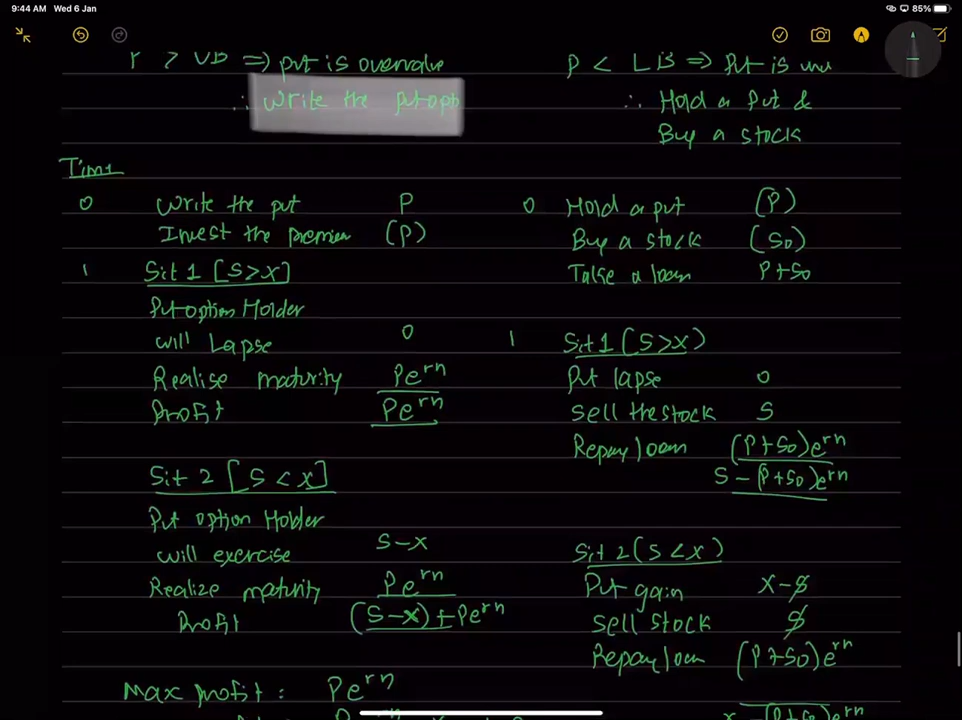 9:44 AM Wed 6 Jan
85%
P > UB => put is overvalue
∴ Write the put opt
Time
0 Write the put P
Invest the premium (P)
1 Sit 1 [S>X]
Put option Holder
will Lapse 0
Realise maturity Pe^rn
Profit Pe^rn
Sit 2 [S<X]
Put option Holder
will exercise S-X
Realize maturity Pe^rn
Profit (S-X)+Pe^rn
Max profit: Pe^rn
P < LB => Put is
∴ Hold a Put &
Buy a stock
0 Hold a put (P)
Buy a stock (S0)
Take a loan P+S0
1 Sit 1 (S>X)
Put lapse 0
Sell the stock S
Repay loan (P+S0)e^rn
S-(P+S0)e^rn
Sit 2 (S<X)
Put gain X-S
Sell stock S
Repay loan (P+S0)e^rn
X-(P+S0)e^rn